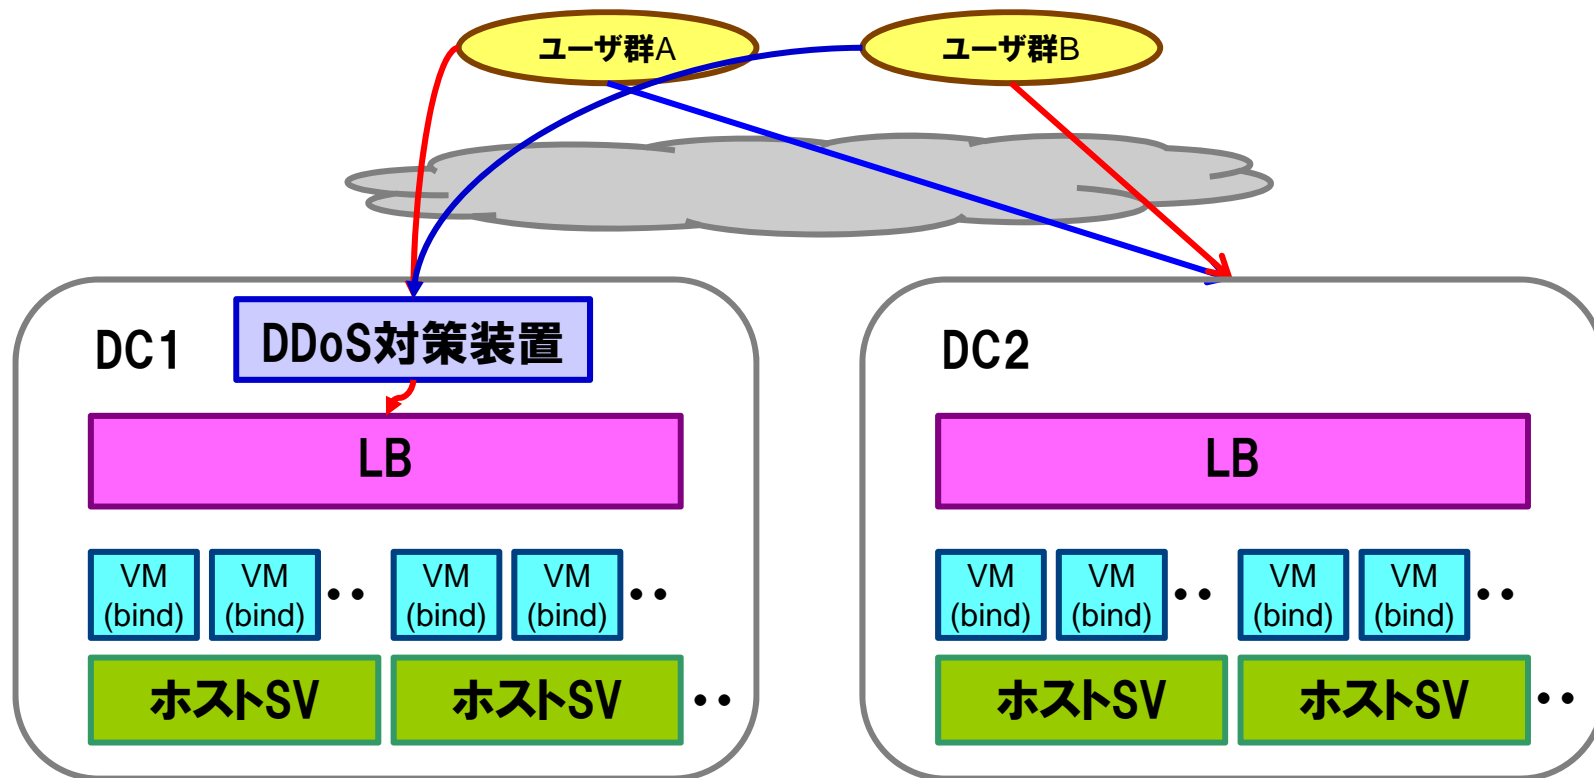 ユーザ群A
ユーザ群B
DC1
DDoS対策装置
DC2
LB
LB
VM
(bind)
VM
(bind)
・・
VM
(bind)
VM
(bind)
・・
VM
(bind)
VM
(bind)
・・
VM
(bind)
VM
(bind)
・・
ホストSV
ホストSV
・・
ホストSV
ホストSV
・・